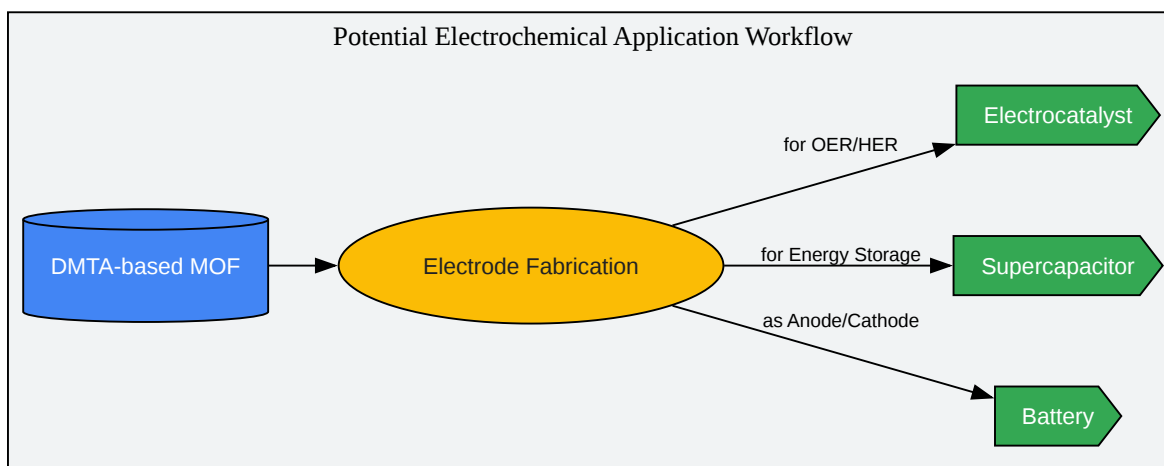 Potential Electrochemical Application Workflow
DMTA-based MOF
Electrode Fabrication
for OER/HER
for Energy Storage
as Anode/Cathode
Electrocatalyst
Supercapacitor
Battery